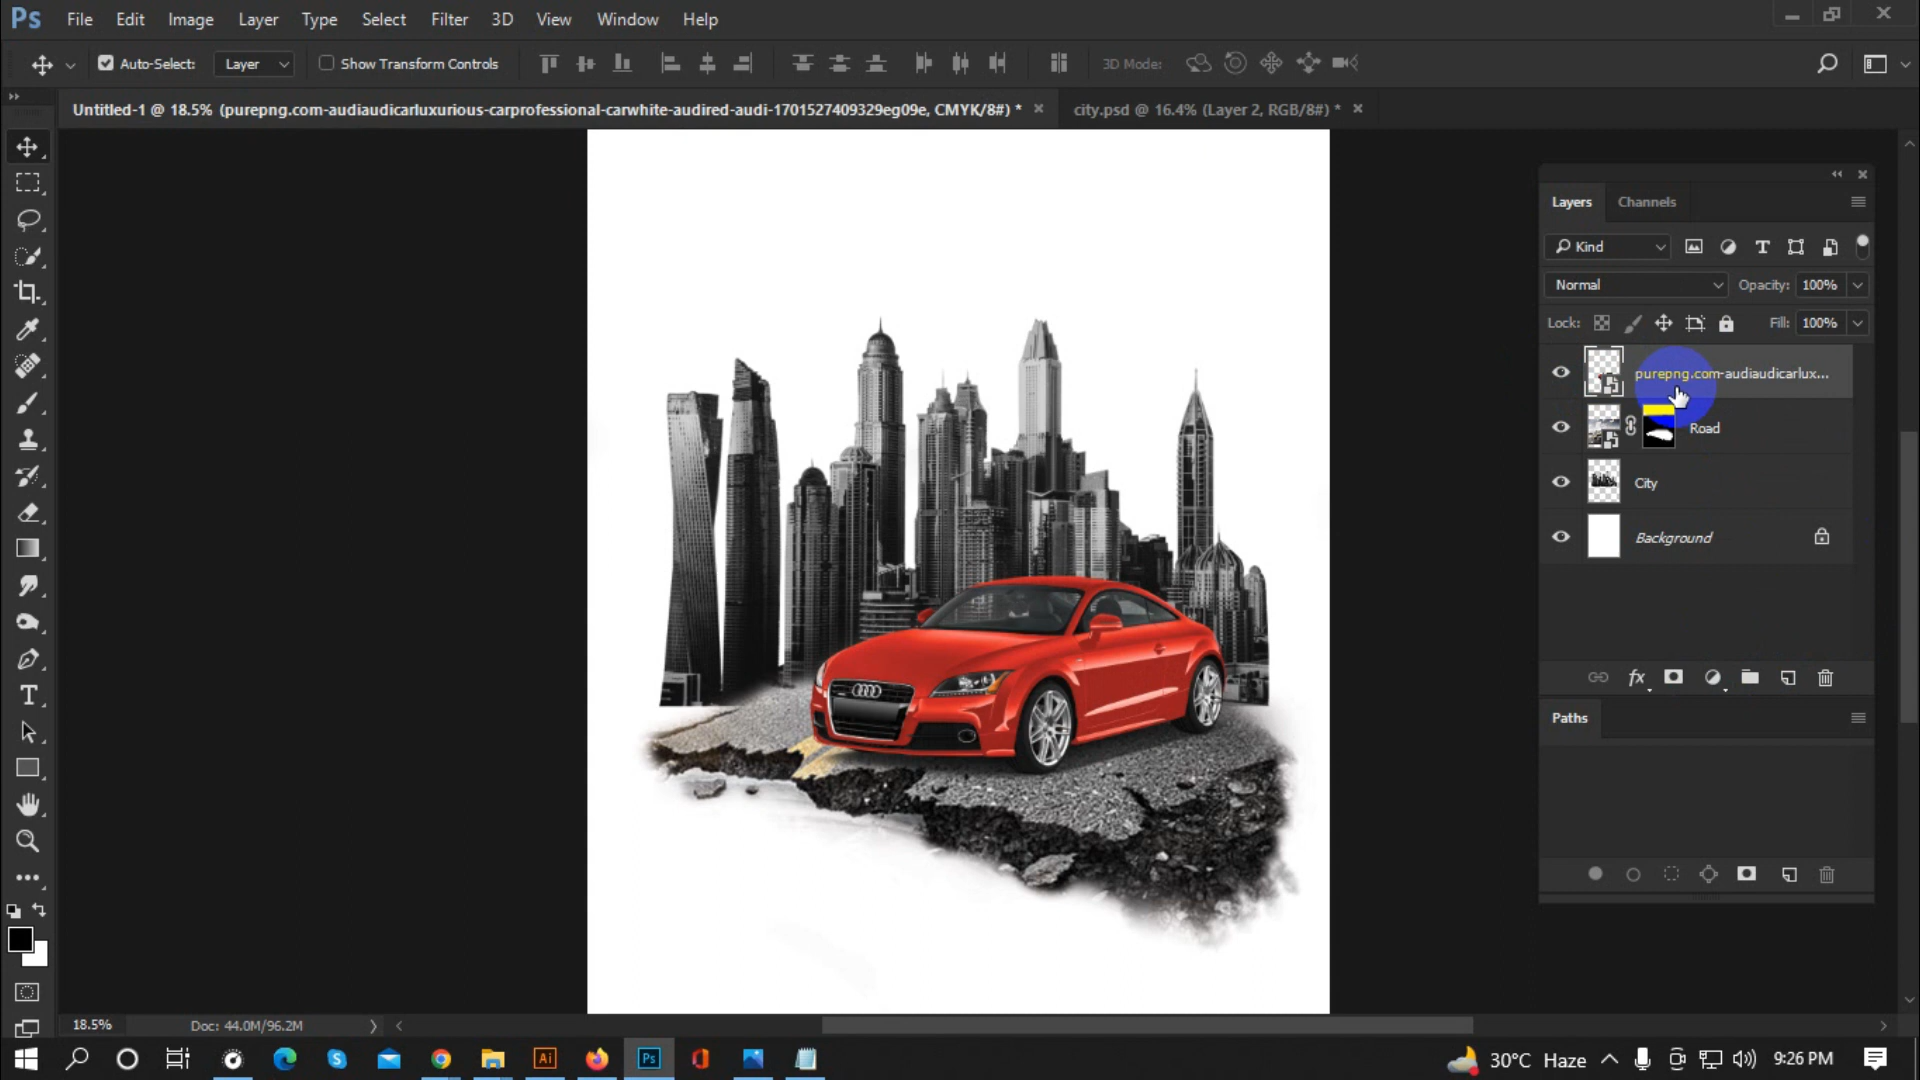 Ps File Edit Image Layer Type Select Filter 3D View Window Help
Auto-Select: Layer Show Transform Controls 3D Mode:
Untitled-1 @ 18.5% (purepng.com-audiaudicarluxurious-carprofessional-carwhite-audired-audi-1701527409329eg09e, CMYK/8#) * city.psd @ 16.4% (Layer 2, RGB/8#) *
Layers Channels
Kind
Normal Opacity: 100%
Lock: Fill: 100%
purepng.com-audiaudicarlux...
Road
City
Background
fx
Paths
18.5% Doc: 44.0M/96.2M
Ai Ps 30°C Haze 9:26 PM